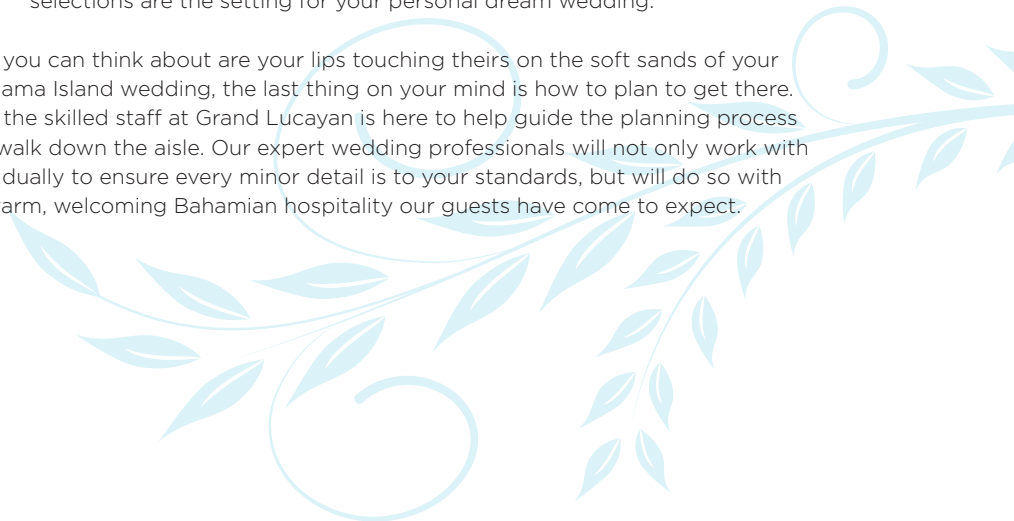 selections are the setting for your personal dream wedding.
you can think about are your lips touching theirs on the soft sands of your
ama Island wedding, the last thing on your mind is how to plan to get there.
the skilled staff at Grand Lucayan is here to help guide the planning process
walk down the aisle. Our expert wedding professionals will not only work with
dually to ensure every minor detail is to your standards, but will do so with
arm, welcoming Bahamian hospitality our guests have come to expect.